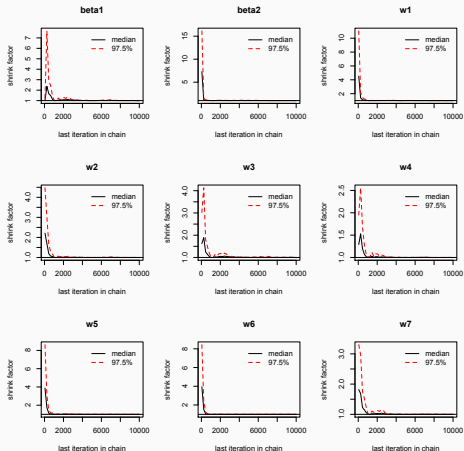 beta1
shrink factor
1 2 3 4 5 6 7
median
97.5%
0 2000 6000 10000
last iteration in chain
beta2
shrink factor
5 10 15
median
97.5%
0 2000 6000 10000
last iteration in chain
w1
shrink factor
2 4 6 8 10
median
97.5%
0 2000 6000 10000
last iteration in chain
w2
shrink factor
1.0 2.0 3.0 4.0
median
97.5%
0 2000 6000 10000
last iteration in chain
w3
shrink factor
1.0 2.0 3.0 4.0
median
97.5%
0 2000 6000 10000
last iteration in chain
w4
shrink factor
1.0 1.5 2.0 2.5
median
97.5%
0 2000 6000 10000
last iteration in chain
w5
shrink factor
2 4 6 8
median
97.5%
0 2000 6000 10000
last iteration in chain
w6
shrink factor
2 4 6 8
median
97.5%
0 2000 6000 10000
last iteration in chain
w7
shrink factor
1.0 2.0 3.0
median
97.5%
0 2000 6000 10000
last iteration in chain